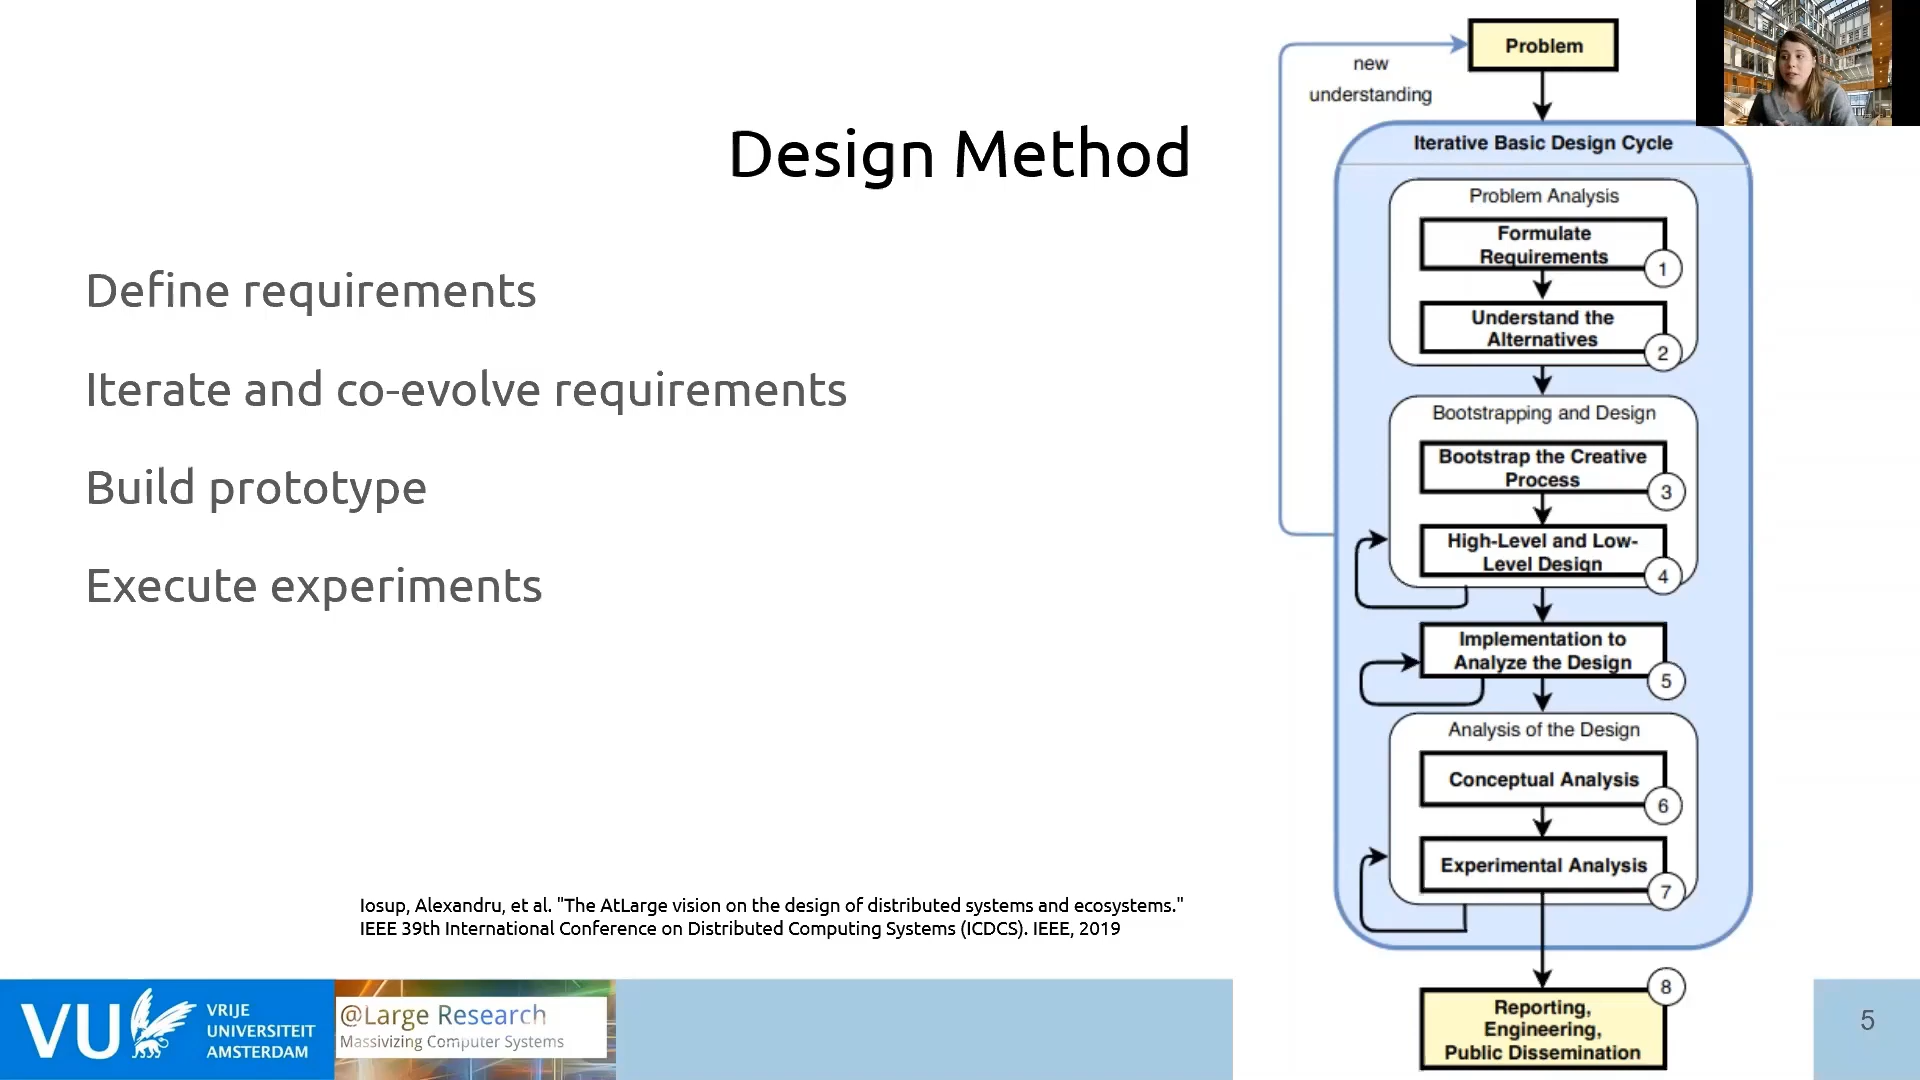 Design Method
Define requirements
Iterate and co-evolve requirements
Build prototype
Execute experiments
Iosup, Alexandru, et al. "The AtLarge vision on the design of distributed systems and ecosystems."
IEEE 39th International Conference on Distributed Computing Systems (ICDCS). IEEE, 2019
Problem
new
understanding
Iterative Basic Design Cycle
Problem Analysis
Formulate
Requirements
1
Understand the
Alternatives
2
Bootstrapping and Design
Bootstrap the Creative
Process
3
High-Level and Low-
Level Design
4
Implementation to
Analyze the Design
5
Analysis of the Design
Conceptual Analysis
6
Experimental Analysis
7
8
Reporting,
Engineering,
Public Dissemination
VU
VRIJE
UNIVERSITEIT
AMSTERDAM
@Large Research
Massivizing Computer Systems
5